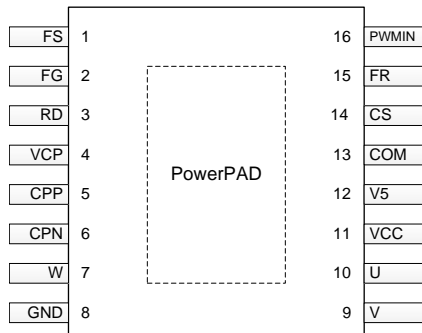 FS 1 16 PWMIN
FG 2 15 FR
RD 3 14 CS
VCP 4 13 COM
PowerPAD
CPP 5 12 V5
CPN 6 11 VCC
W 7 10 U
GND 8 9 V